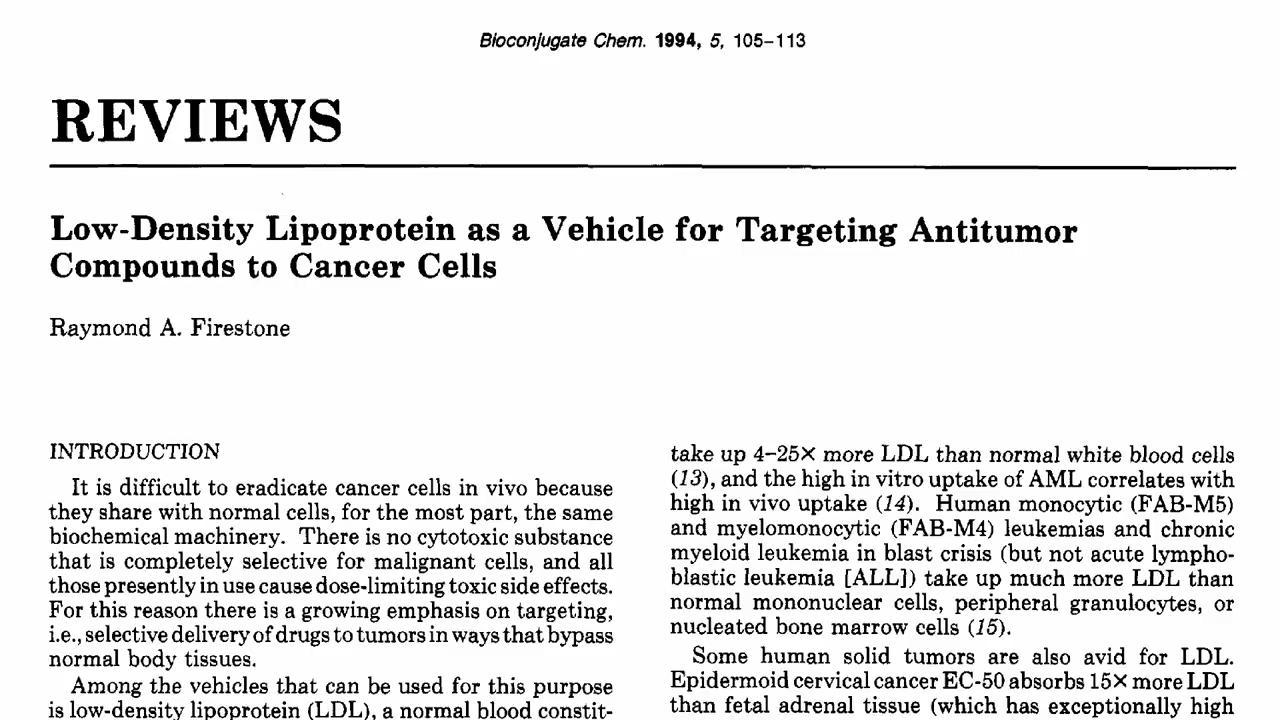 Bioconjugate Chem. 1994, 5, 105–113
REVIEWS
Low-Density Lipoprotein as a Vehicle for Targeting Antitumor
Compounds to Cancer Cells
Raymond A. Firestone
INTRODUCTION
It is difficult to eradicate cancer cells in vivo because
they share with normal cells, for the most part, the same
biochemical machinery. There is no cytotoxic substance
that is completely selective for malignant cells, and all
those presently in use cause dose-limiting toxic side effects.
For this reason there is a growing emphasis on targeting,
i.e., selective delivery of drugs to tumors in ways that bypass
normal body tissues.
Among the vehicles that can be used for this purpose
is low-density lipoprotein (LDL), a normal blood constit-
take up 4–25× more LDL than normal white blood cells
(13), and the high in vitro uptake of AML correlates with
high in vivo uptake (14). Human monocytic (FAB-M5)
and myelomonocytic (FAB-M4) leukemias and chronic
myeloid leukemia in blast crisis (but not acute lympho-
blastic leukemia [ALL]) take up much more LDL than
normal mononuclear cells, peripheral granulocytes, or
nucleated bone marrow cells (15).
Some human solid tumors are also avid for LDL.
Epidermoid cervical cancer EC-50 absorbs 15× more LDL
than fetal adrenal tissue (which has exceptionally high